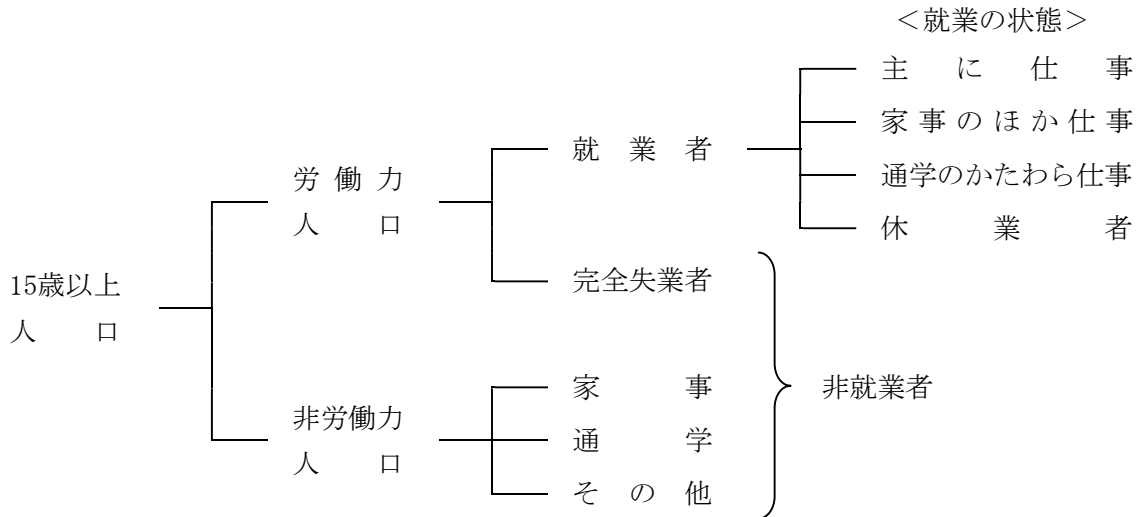 ＜就業の状態＞
主に仕事
家事のほか仕事
就業者
労働力
人口
通学のかたわら仕事
休業者
15歳以上
人口
完全失業者
家事
非就業者
非労働力
人口
通学
その他